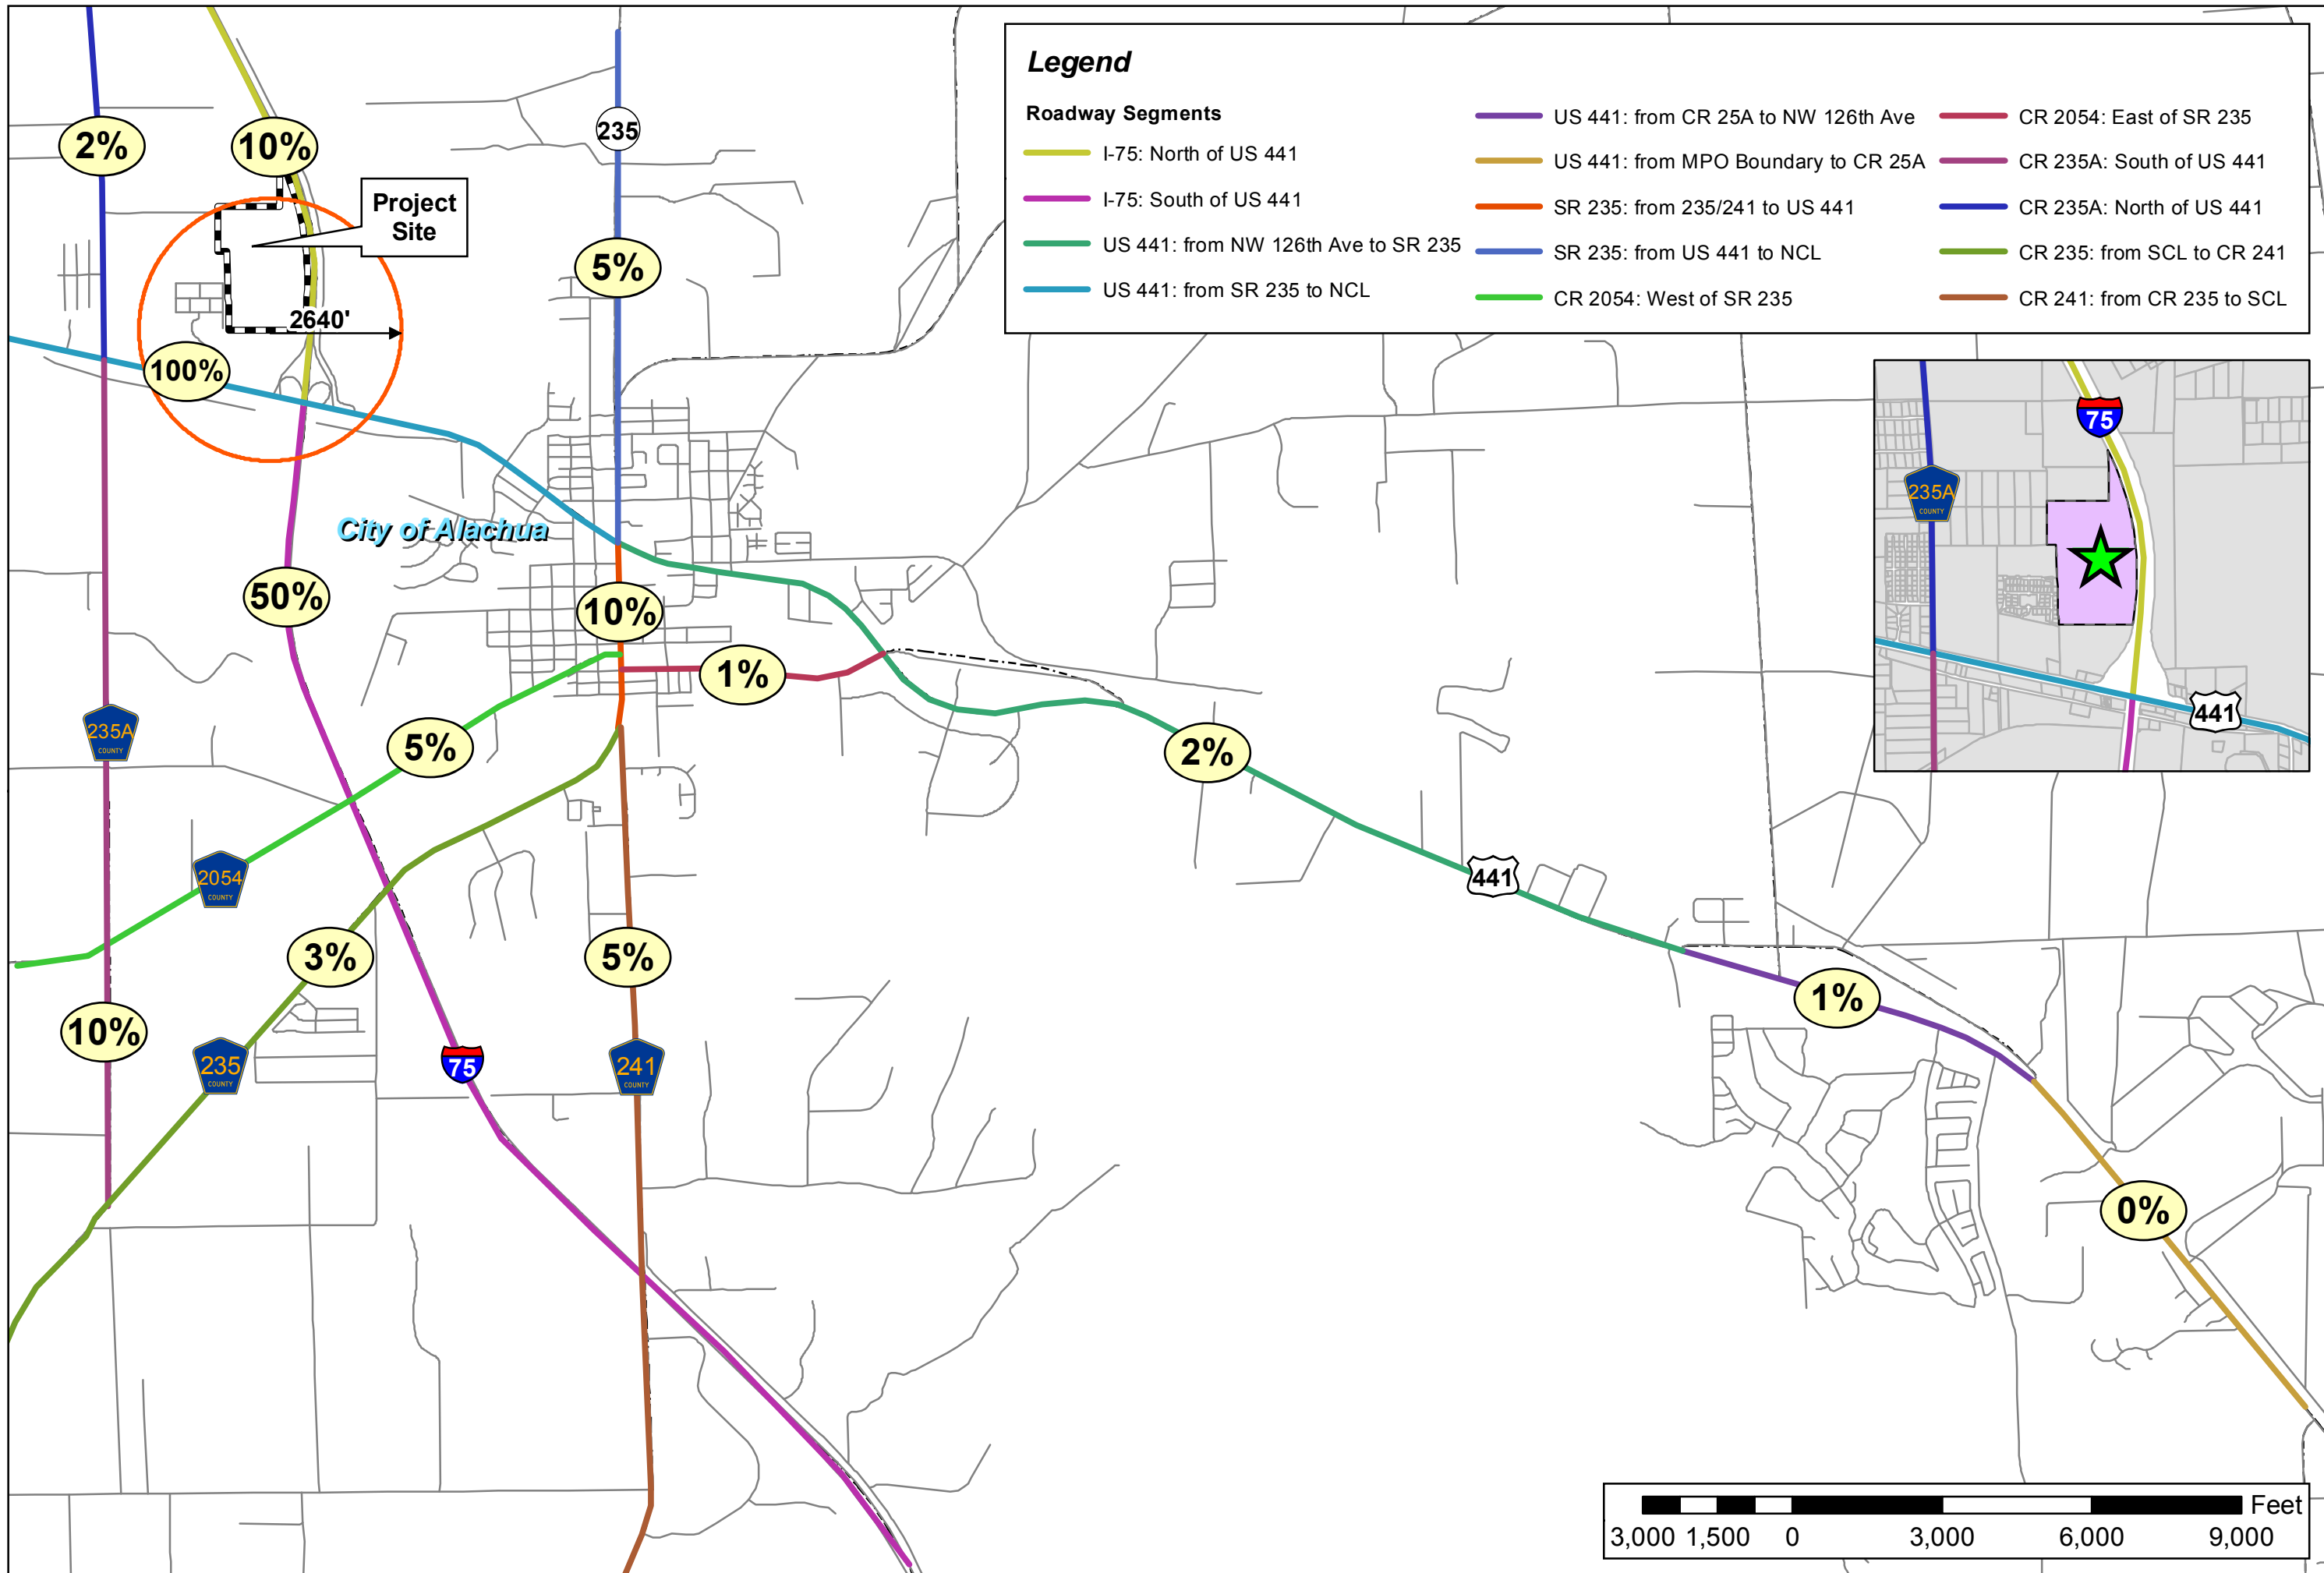 Legend
Roadway Segments
I-75: North of US 441
I-75: South of US 441
US 441: from NW 126th Ave to SR 235
US 441: from SR 235 to NCL
US 441: from CR 25A to NW 126th Ave
US 441: from MPO Boundary to CR 25A
SR 235: from 235/241 to US 441
SR 235: from US 441 to NCL
CR 2054: West of SR 235
CR 2054: East of SR 235
CR 235A: South of US 441
CR 235A: North of US 441
CR 235: from SCL to CR 241
CR 241: from CR 235 to SCL
235
2%
10%
Project
Site
5%
2640'
100%
City of Alachua
50%
10%
1%
235A
COUNTY
5%
2%
2054
COUNTY
441
3%
5%
1%
10%
235
COUNTY
75
241
COUNTY
0%
75
235A
COUNTY
441
Feet
3,000 1,500 0 3,000 6,000 9,000